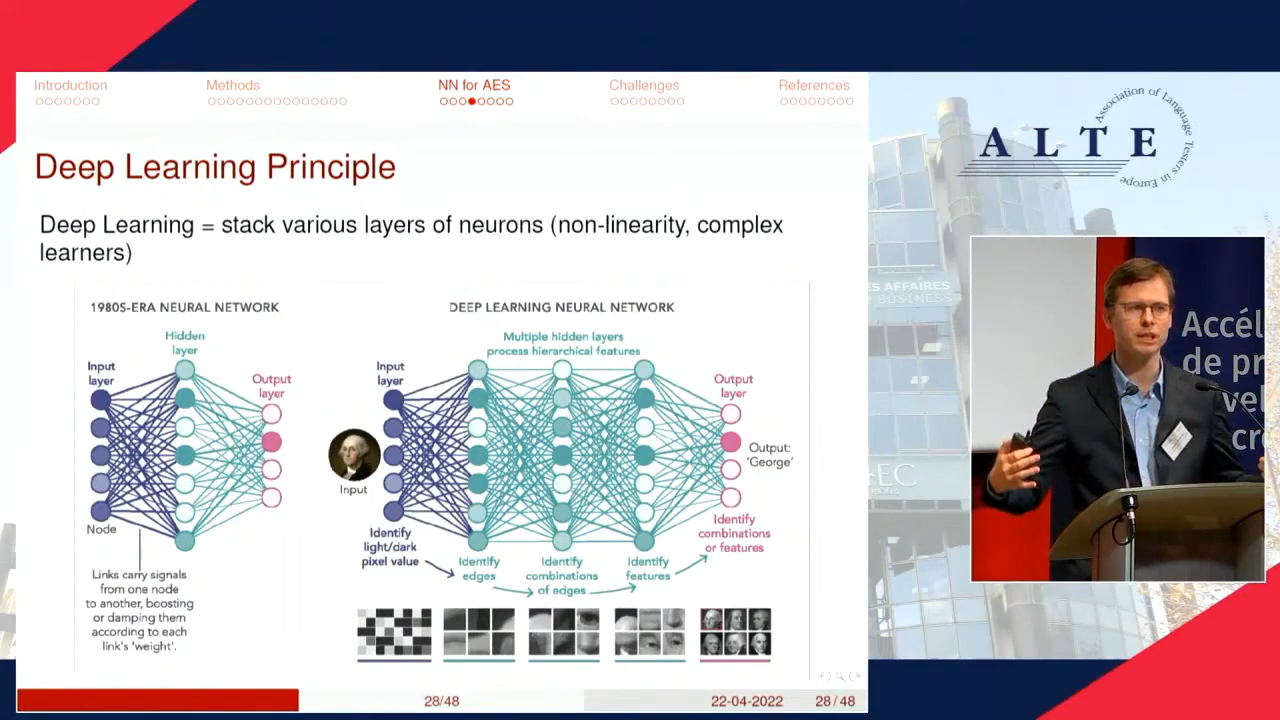 Introduction
Methods
NN for AES
Challenges
References
Deep Learning Principle
Deep Learning = stack various layers of neurons (non-linearity, complex
learners)
1980S-ERA NEURAL NETWORK
Hidden
layer
Input
layer
Output
layer
Node
Links carry signals
from one node
to another, boosting
or damping them
according to each
link's 'weight'.
DEEP LEARNING NEURAL NETWORK
Multiple hidden layers
process hierarchical features
Input
layer
Output
layer
Input
Output:
'George'
Identify
light/dark
pixel value
Identify
edges
Identify
combinations
of edges
Identify
features
Identify
combinations
or features
28/48
22-04-2022
28 / 48
ALTE
Association of Language Testers in Europe
ES AFFAIRES
BUSINESS
EC
Accél
de pr
vel
cr